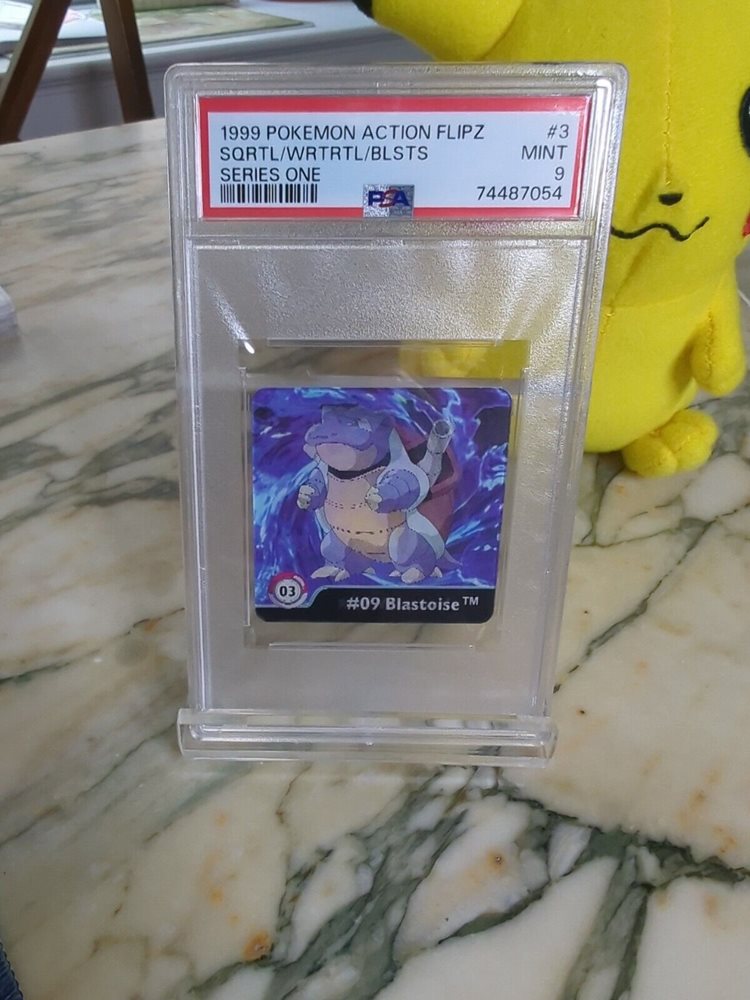 1999 POKEMON ACTION FLIPZ #3
SQRTL/WRTRTL/BLSTS MINT
SERIES ONE 9
PSA 74487054
03
#09 Blastoise™